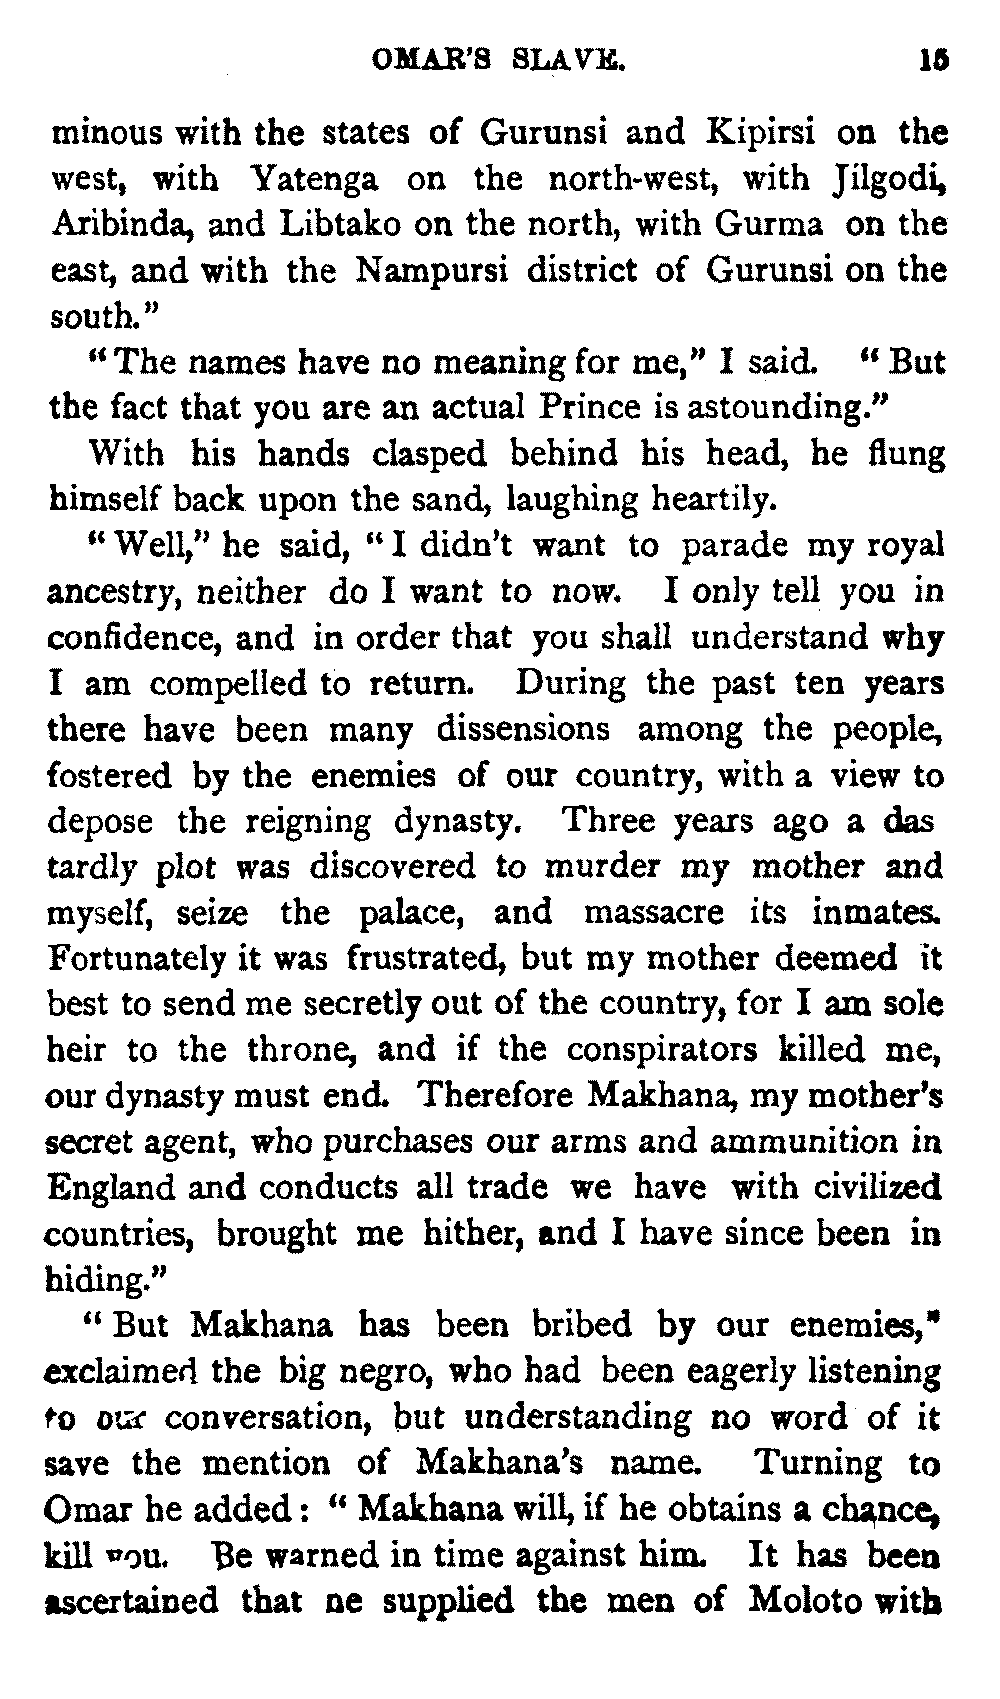 OMAR'S SLAVE. 15
minous with the states of Gurunsi and Kipirsi on the
west, with Yatenga on the north-west, with Jilgodi,
Aribinda, and Libtako on the north, with Gurma on the
east, and with the Nampursi district of Gurunsi on the
south."
"The names have no meaning for me," I said. "But
the fact that you are an actual Prince is astounding."
With his hands clasped behind his head, he flung
himself back upon the sand, laughing heartily.
"Well," he said, "I didn't want to parade my royal
ancestry, neither do I want to now. I only tell you in
confidence, and in order that you shall understand why
I am compelled to return. During the past ten years
there have been many dissensions among the people,
fostered by the enemies of our country, with a view to
depose the reigning dynasty. Three years ago a das
tardly plot was discovered to murder my mother and
myself, seize the palace, and massacre its inmates.
Fortunately it was frustrated, but my mother deemed it
best to send me secretly out of the country, for I am sole
heir to the throne, and if the conspirators killed me,
our dynasty must end. Therefore Makhana, my mother's
secret agent, who purchases our arms and ammunition in
England and conducts all trade we have with civilized
countries, brought me hither, and I have since been in
hiding."
"But Makhana has been bribed by our enemies,"
exclaimed the big negro, who had been eagerly listening
to our conversation, but understanding no word of it
save the mention of Makhana's name. Turning to
Omar he added: "Makhana will, if he obtains a chance,
kill you. Be warned in time against him. It has been
ascertained that he supplied the men of Moloto with